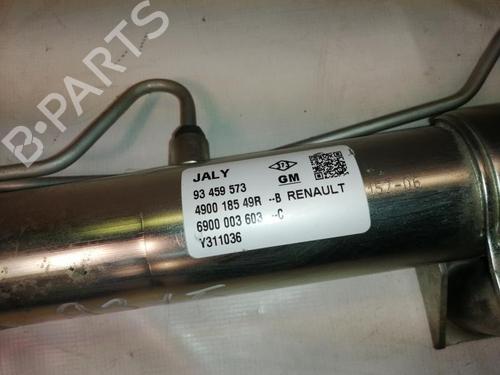 B-PARTS
JALY
GM
93 459 573
4900 185 49R --B RENAULT
6900 003 603 --C
Y311036